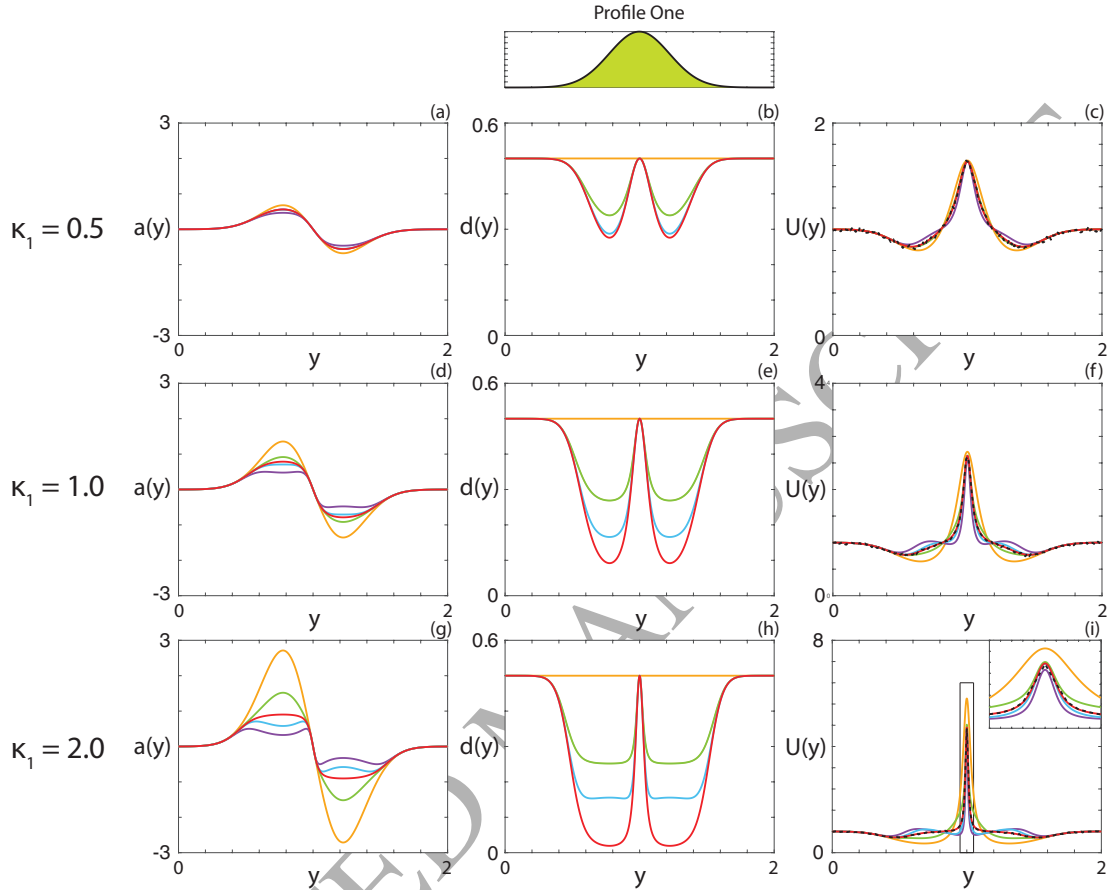 Profile One
(a) (b) (c)
3 0.6 2
κ1 = 0.5 a(y) d(y) U(y)
-3 0 0
0 y 2 0 y 2 0 y 2
(d) (e) (f)
3 0.6 4
κ1 = 1.0 a(y) d(y) U(y)
-3 0 0
0 y 2 0 y 2 0 y 2
(g) (h) (i)
3 0.6 8
κ1 = 2.0 a(y) d(y) U(y)
-3 0 0
0 y 2 0 y 2 0 y 2